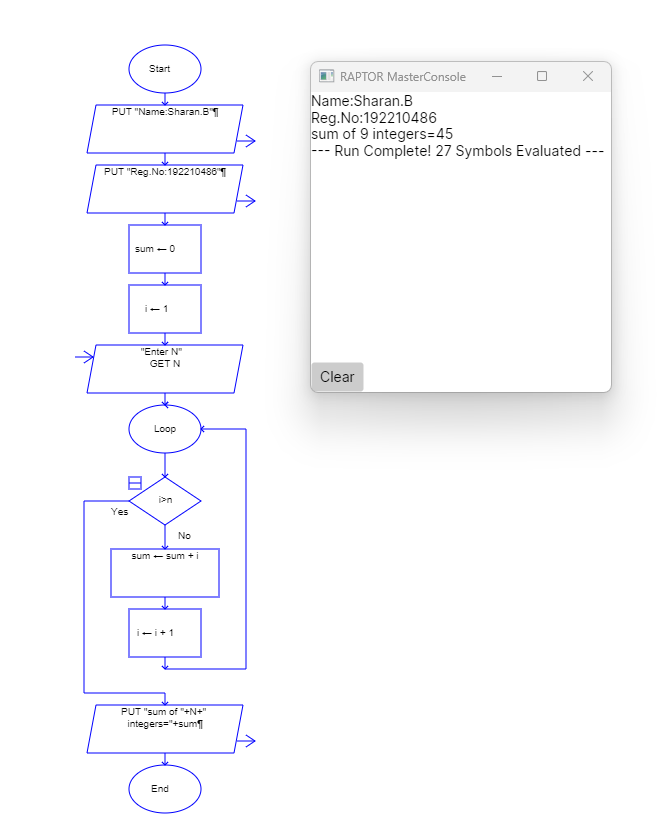 Start
PUT "Name:Sharan.B"¶
PUT "Reg.No:192210486"¶
sum ← 0
i ← 1
"Enter N"
GET N
Loop
i>n
Yes
No
sum ← sum + i
i ← i + 1
PUT "sum of "+N+"
integers="+sum¶
End
RAPTOR MasterConsole
Name:Sharan.B
Reg.No:192210486
sum of 9 integers=45
--- Run Complete! 27 Symbols Evaluated ---
Clear